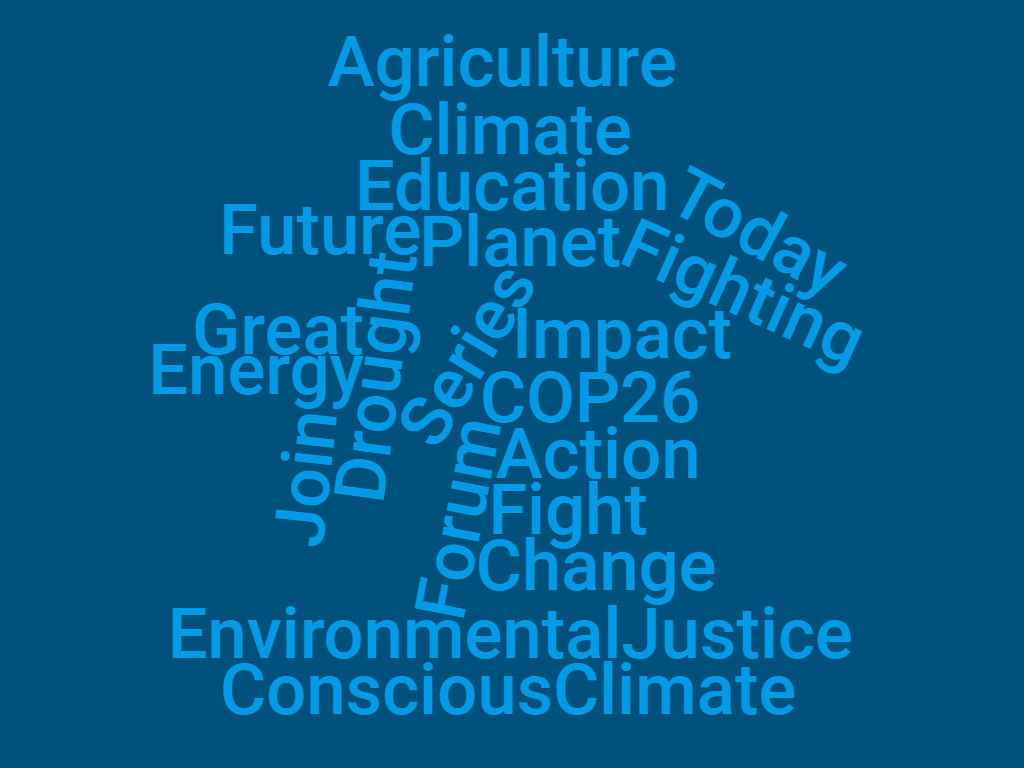 Agriculture
Climate
Education
Today
Future
Planet
Fighting
Drought
Series
Great
Impact
Energy
COP26
Join
Forum
Action
Fight
Change
EnvironmentalJustice
ConsciousClimate